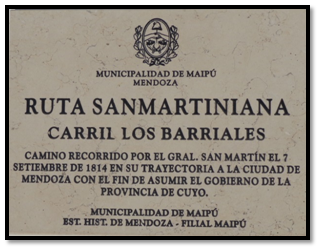 MUNICIPALIDAD DE MAIPÚ
MENDOZA
RUTA SANMARTINIANA
CARRIL LOS BARRIALES
CAMINO RECORRIDO POR EL GRAL. SAN MARTÍN EL 7
SETIEMBRE DE 1814 EN SU TRAYECTORIA A LA CIUDAD DE
MENDOZA CON EL FIN DE ASUMIR EL GOBIERNO DE LA
PROVINCIA DE CUYO.
MUNICIPALIDAD DE MAIPÚ
EST. HIST. DE MENDOZA - FILIAL MAIPÚ